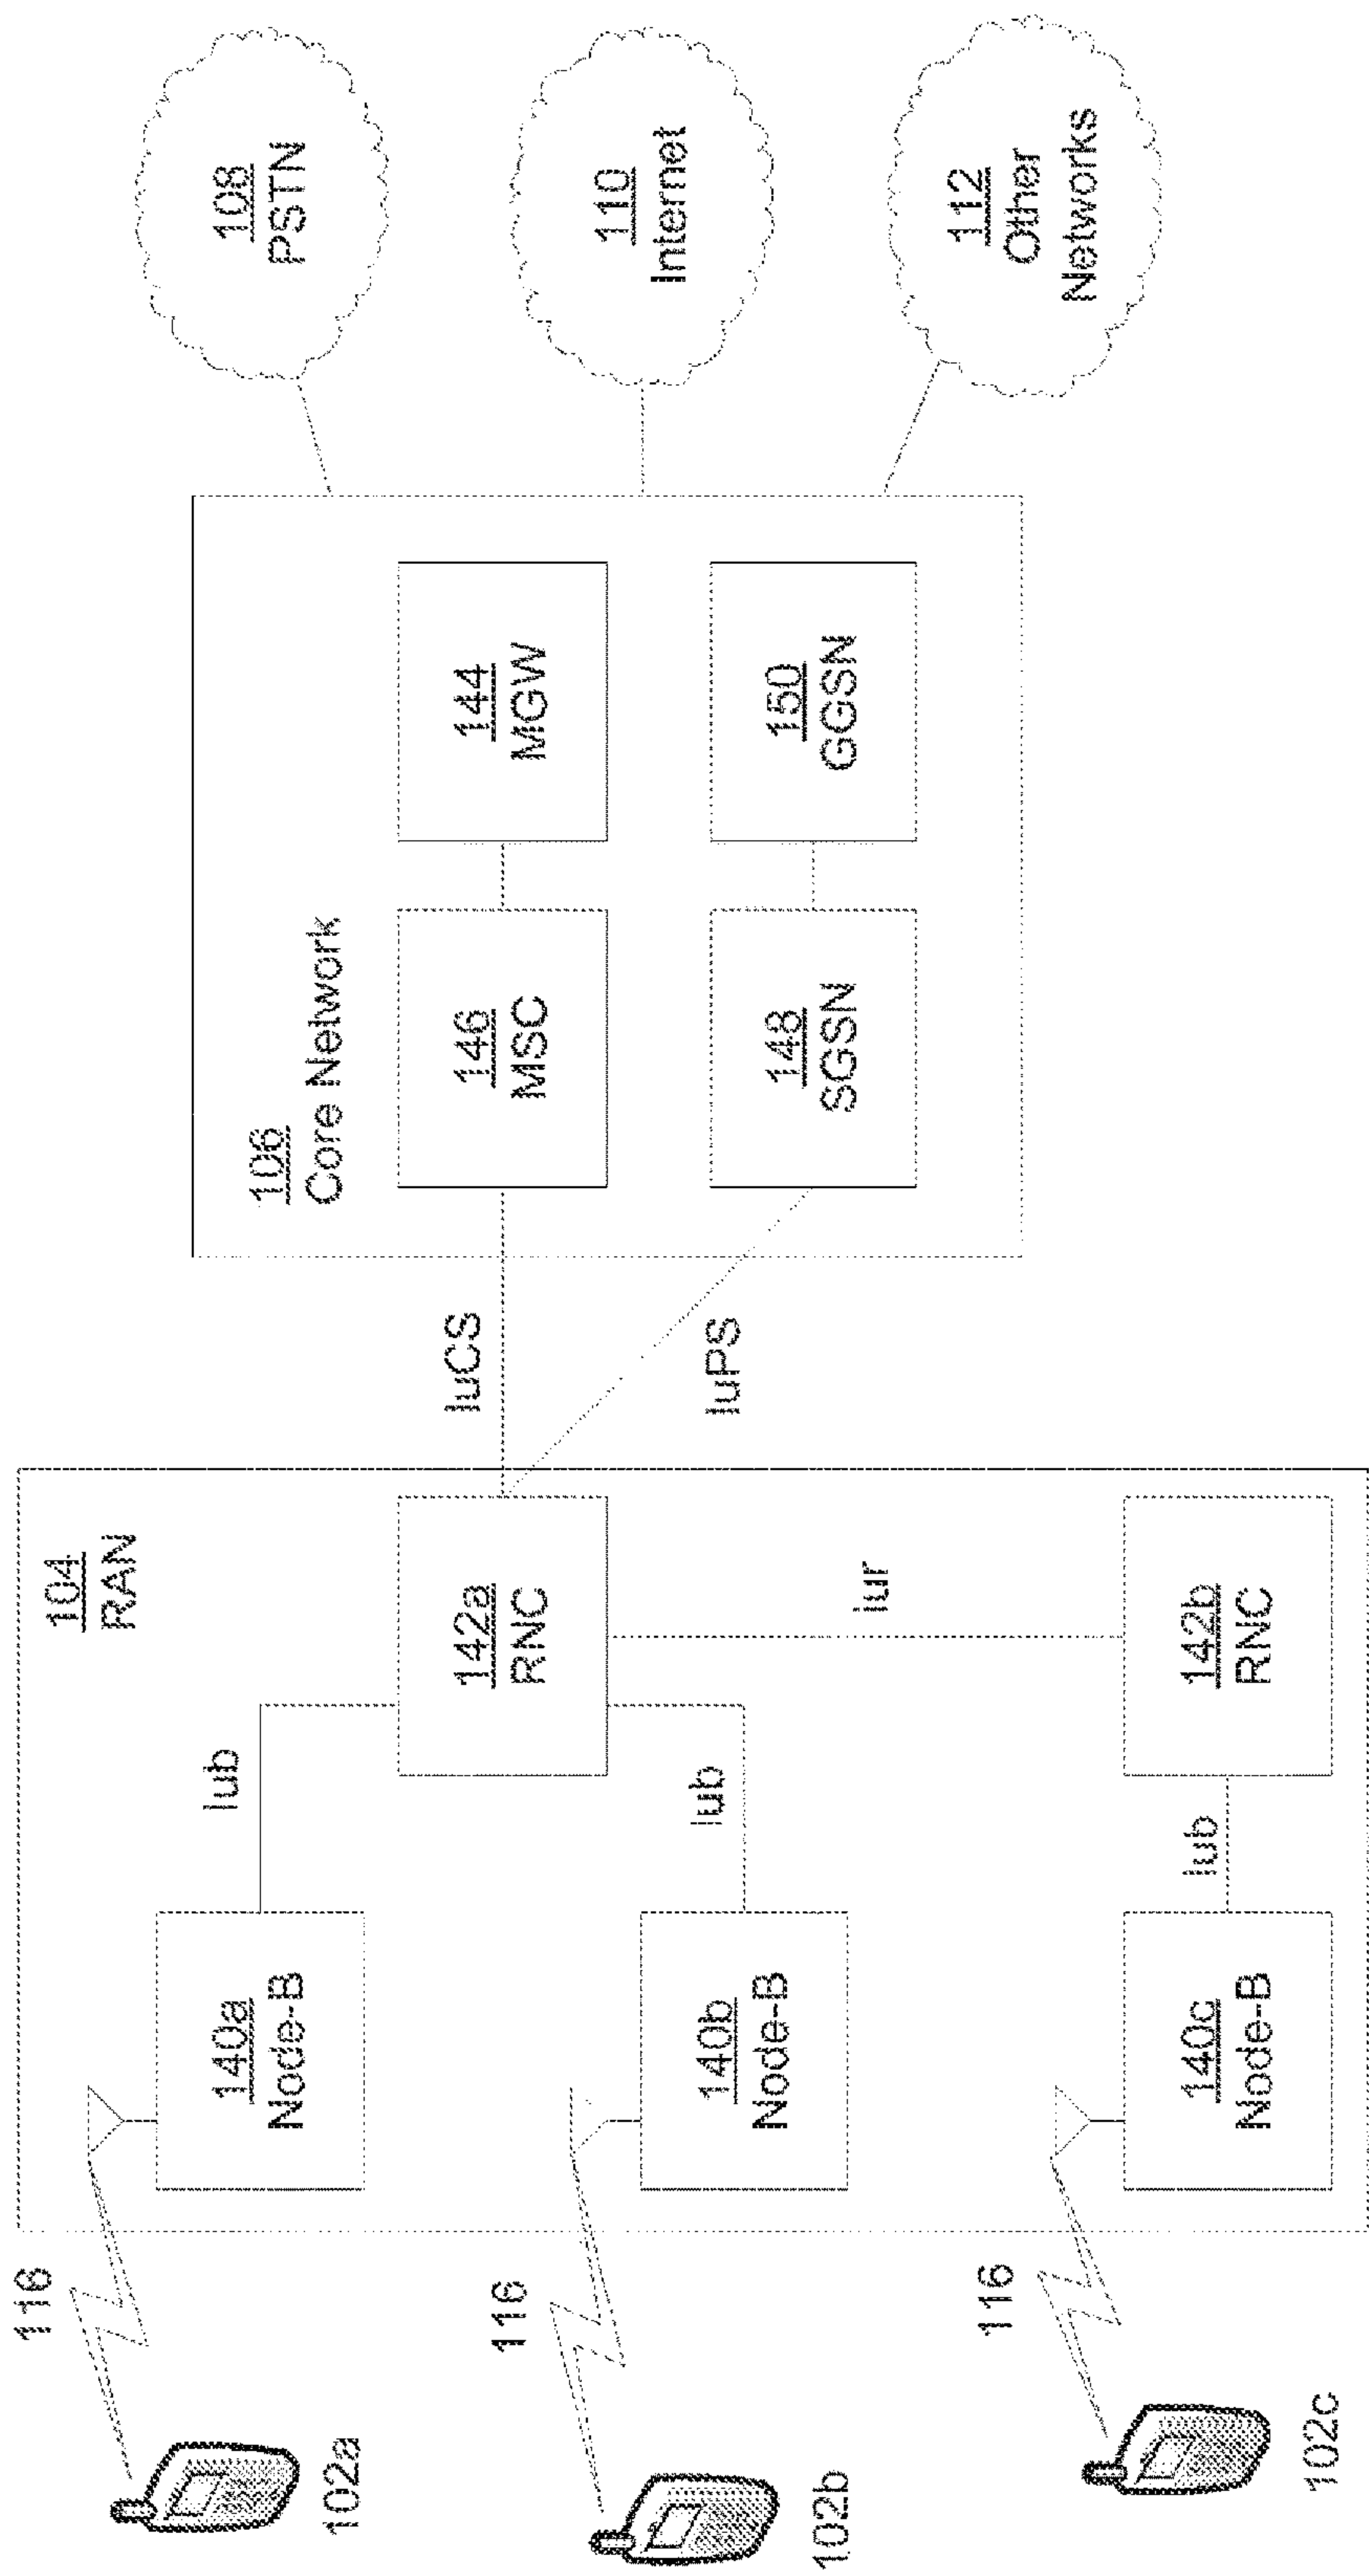 102a
116
140a
Node-B
Iub
104
RAN
102b
116
140b
Node-B
Iub
142a
RNC
Iur
102c
116
140c
Node-B
Iub
142b
RNC
IuCS
IuPS
106
Core Network
146
MSC
144
MGW
148
SGSN
150
GGSN
108
PSTN
110
Internet
112
Other
Networks